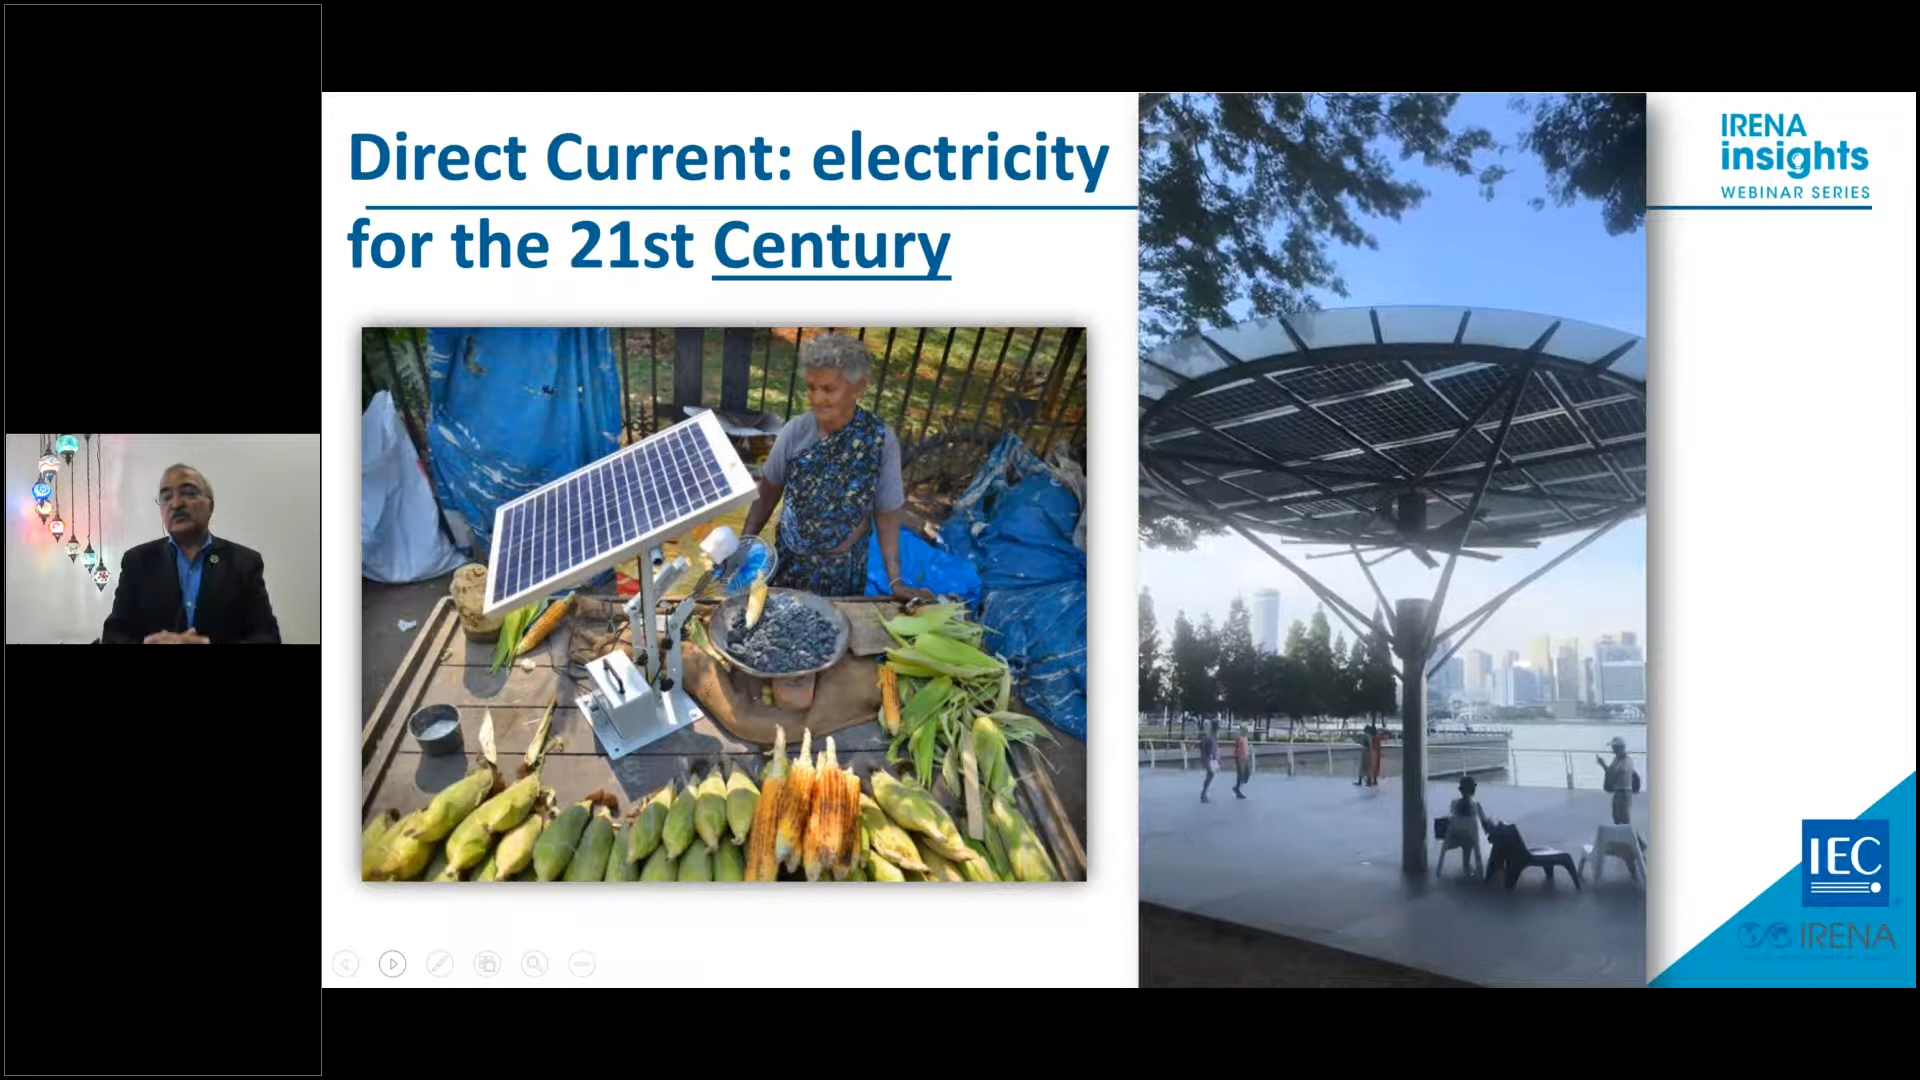 Direct Current: electricity
for the 21st Century
IRENA
insights
WEBINAR SERIES
IEC
IRENA